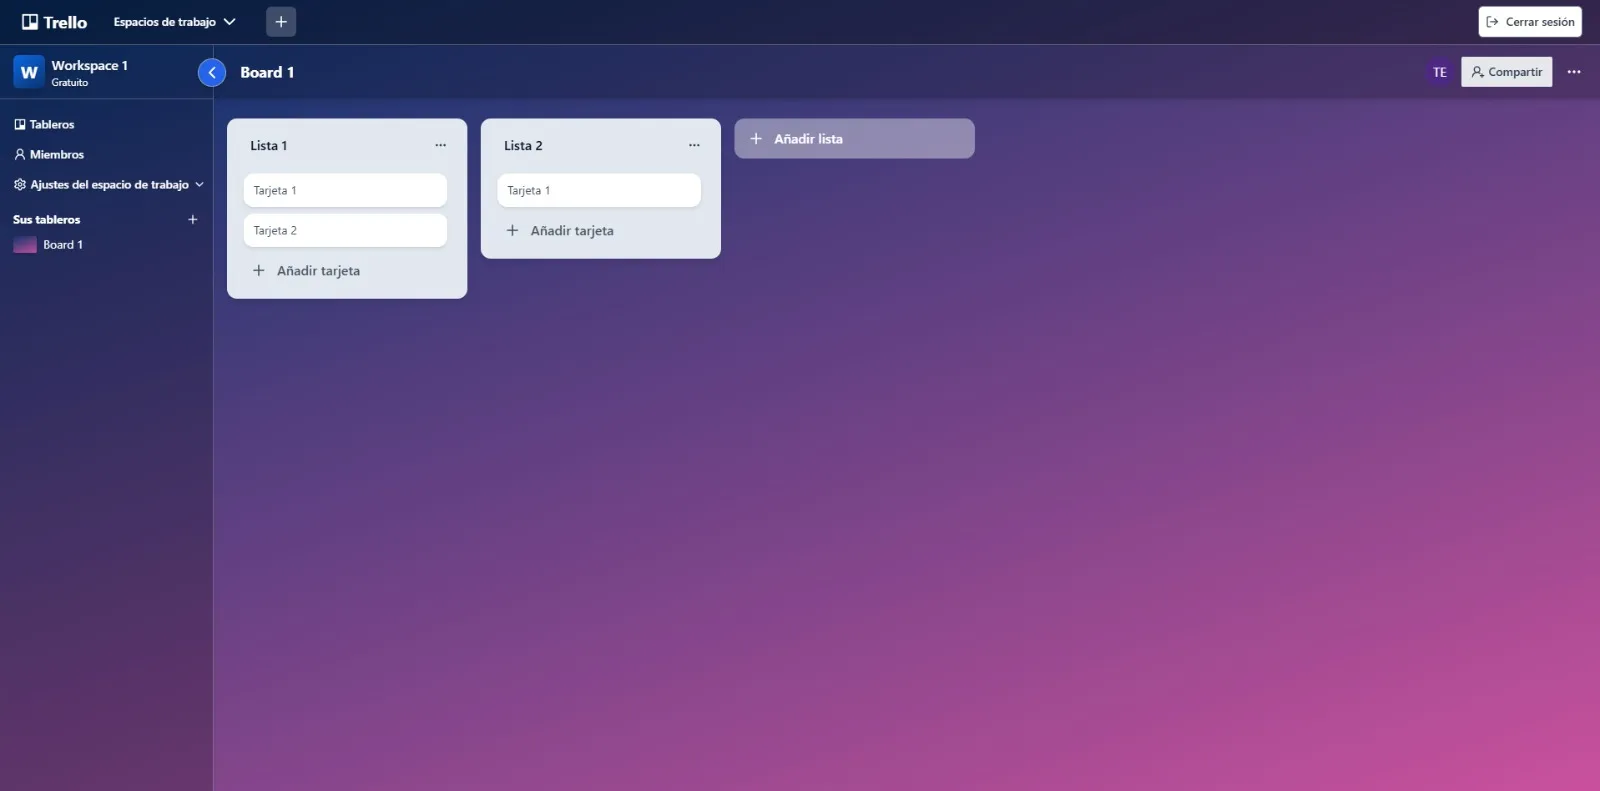 Trello
Espacios de trabajo
Cerrar sesión
W
Workspace 1
Gratuito
Board 1
TE
Compartir
Tableros
Miembros
Ajustes del espacio de trabajo
Sus tableros
Board 1
Lista 1
Tarjeta 1
Tarjeta 2
Añadir tarjeta
Lista 2
Tarjeta 1
Añadir tarjeta
Añadir lista